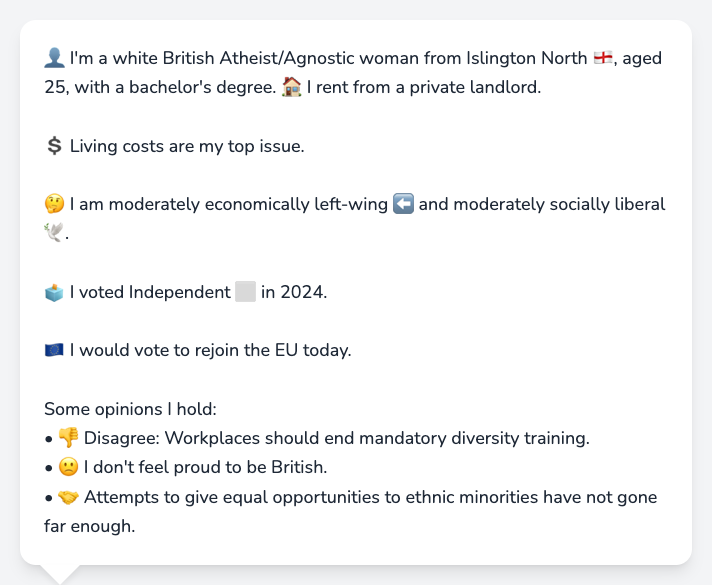 👤 I'm a white British Atheist/Agnostic woman from Islington North 🏴󠁧󠁢󠁥󠁮󠁧󠁿, aged
25, with a bachelor's degree. 🏠 I rent from a private landlord.
💲 Living costs are my top issue.
🤔 I am moderately economically left-wing ⬅️ and moderately socially liberal
🕊️.
🗳️ I voted Independent ⬜ in 2024.
🇪🇺 I would vote to rejoin the EU today.
Some opinions I hold:
• 👎 Disagree: Workplaces should end mandatory diversity training.
• 🙁 I don't feel proud to be British.
• 🤝 Attempts to give equal opportunities to ethnic minorities have not gone
far enough.